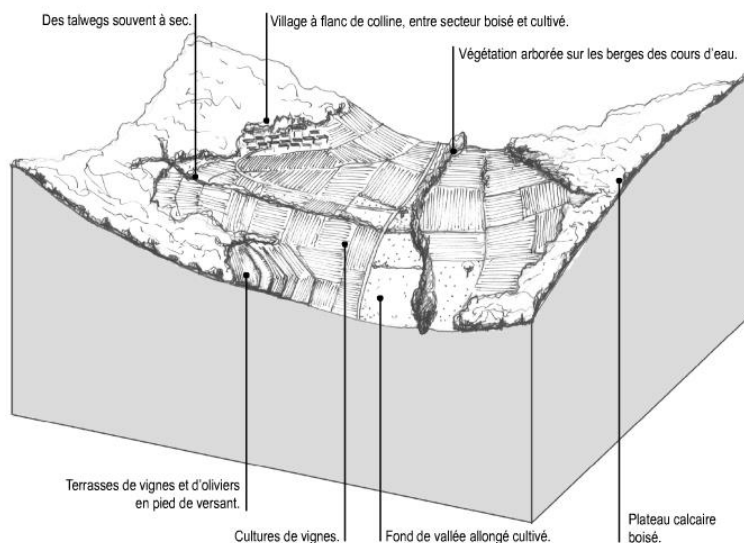 Des talwegs souvent à sec.
Village à flanc de colline, entre secteur boisé et cultivé.
Végétation arborée sur les berges des cours d'eau.
Terrasses de vignes et d'oliviers
en pied de versant.
Cultures de vignes.
Fond de vallée allongé cultivé.
Plateau calcaire
boisé.